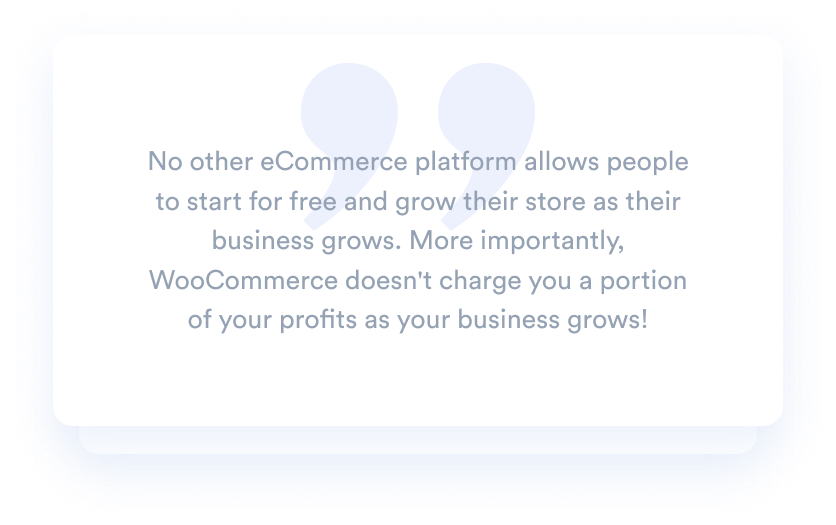 No other eCommerce platform allows people
to start for free and grow their store as their
business grows. More importantly,
WooCommerce doesn't charge you a portion
of your profits as your business grows!